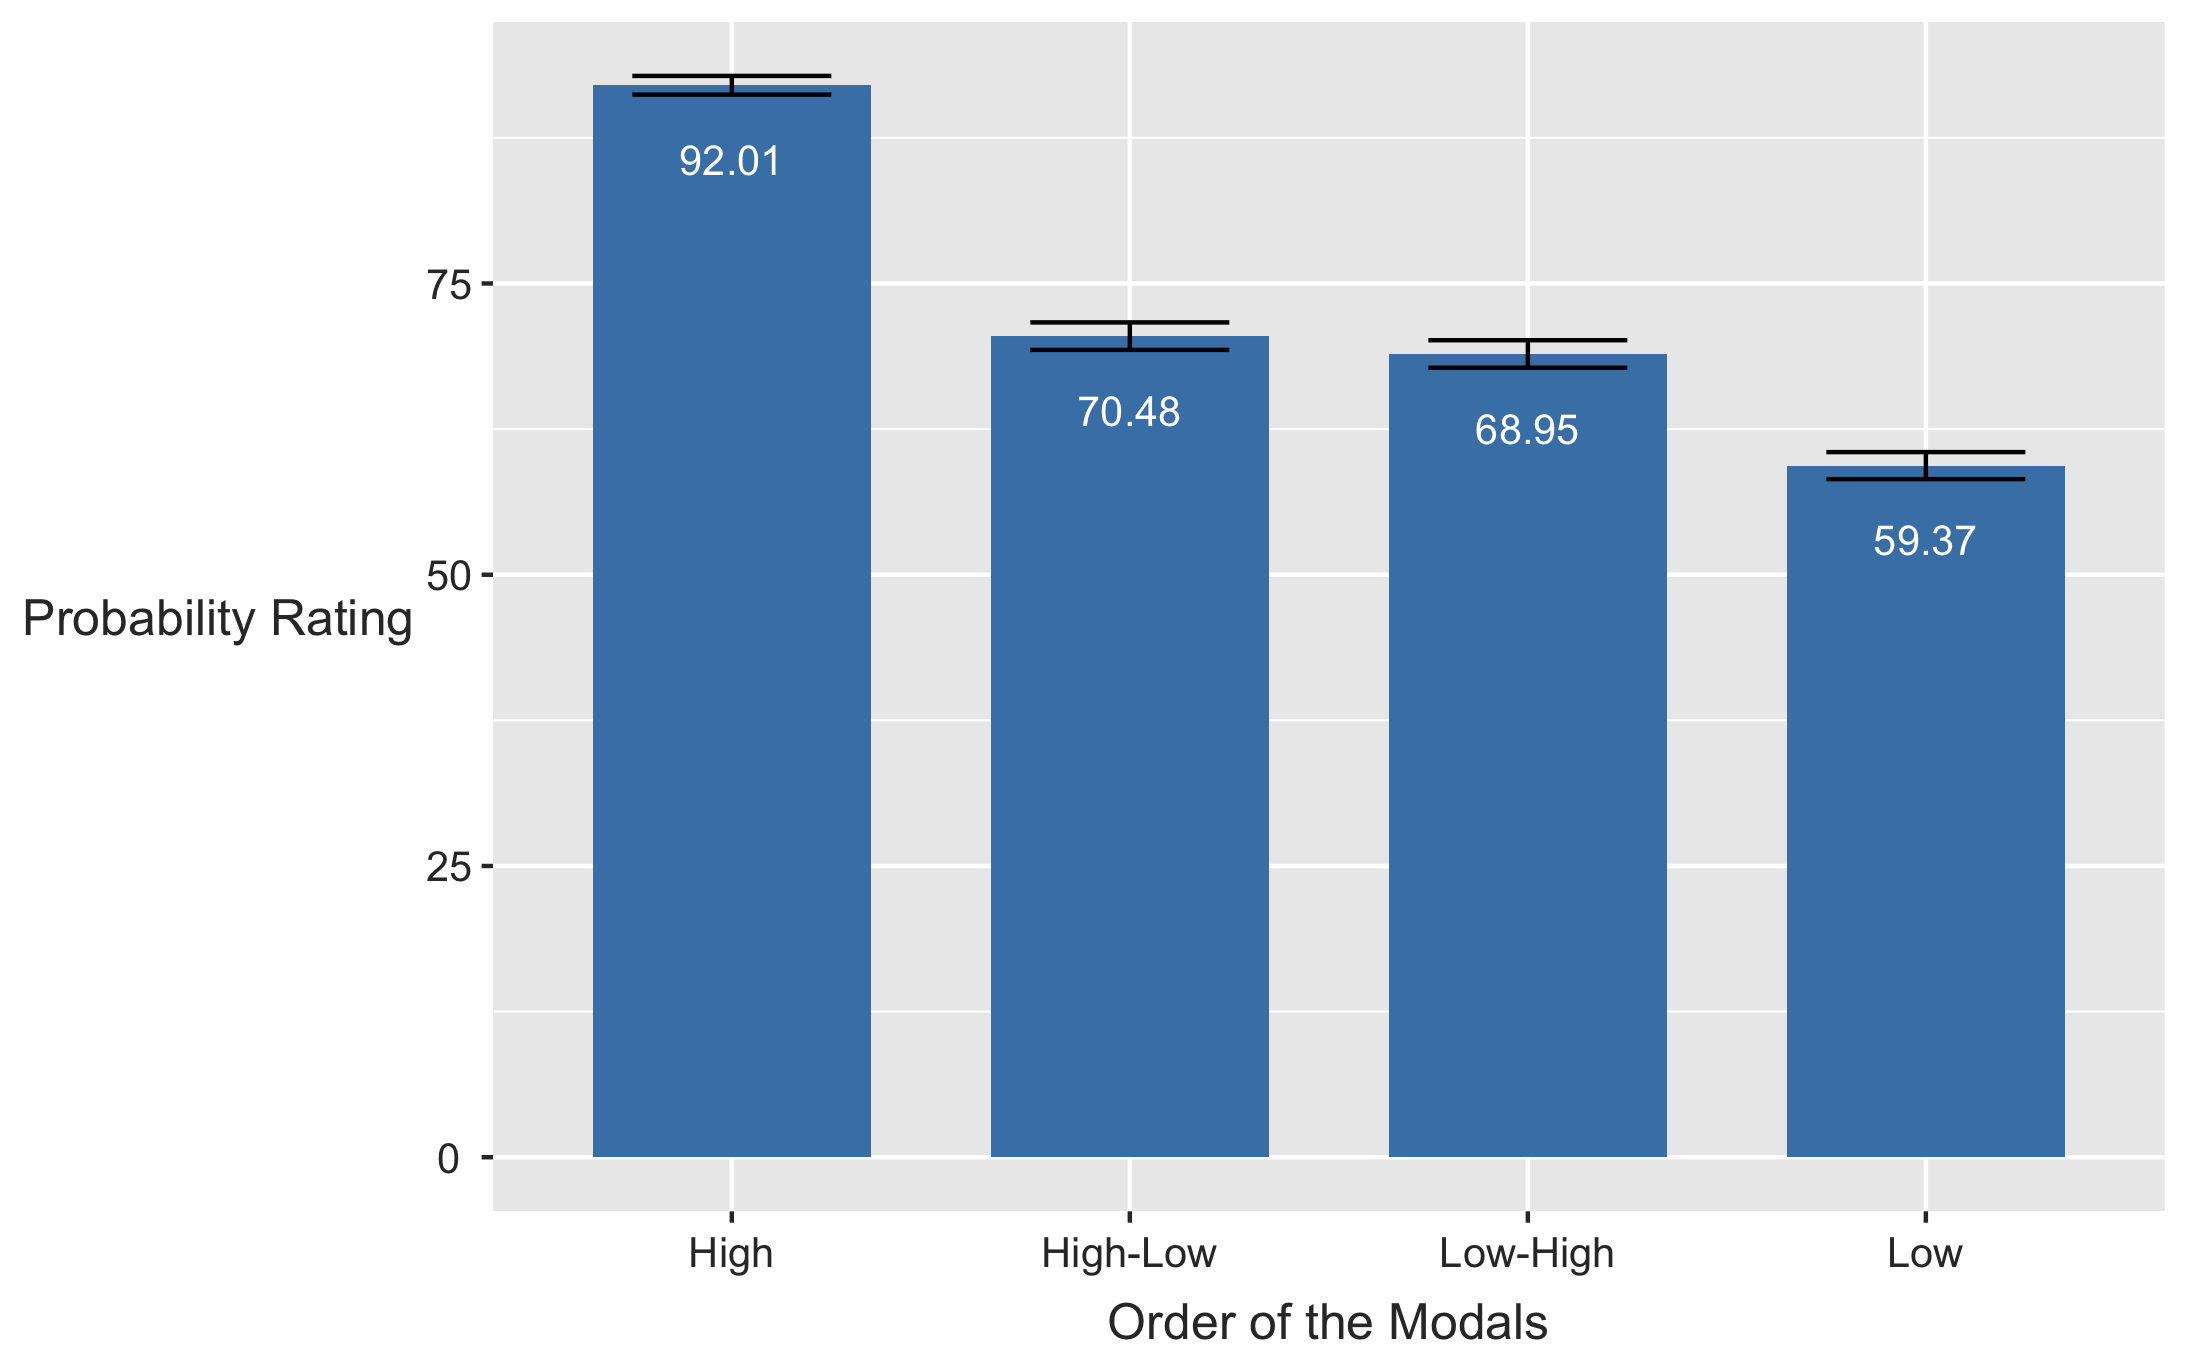 92.01
70.48
68.95
59.37
75
50
25
0
Probability Rating
High
High-Low
Low-High
Low
Order of the Modals